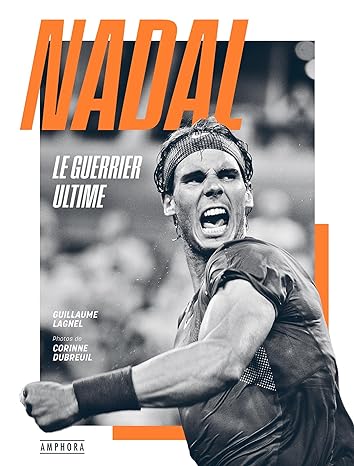 NADAL
LE GUERRIER
ULTIME
GUILLAUME
LAGNEL
Photos de
CORINNE
DUBREUIL
AMPHORA